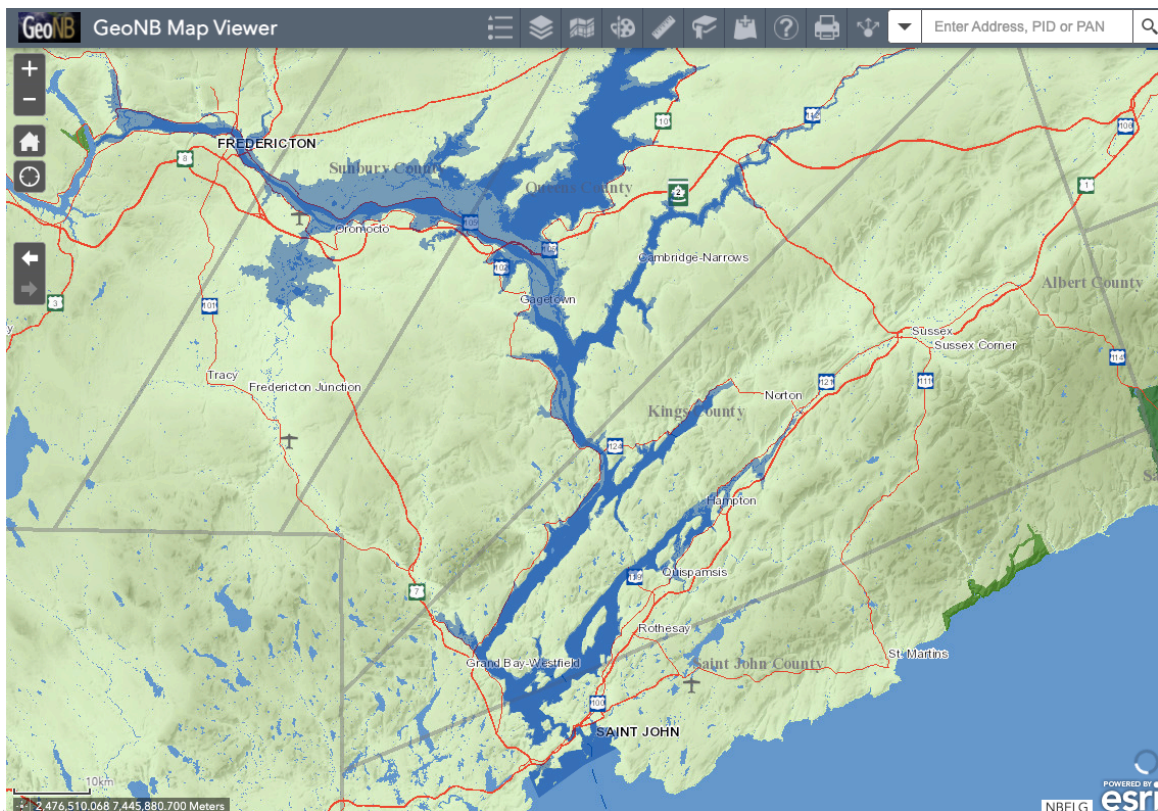 GeoNB
GeoNB Map Viewer
Enter Address, PID or PAN
FREDERICTON
Sunbury County
Queens County
Oromocto
Cambridge-Narrows
Gagetown
Albert County
Sussex
Sussex Corner
Tracy
Fredericton Junction
Norton
Kings County
Hampton
Quispamsis
Rothesay
Grand Bay-Westfield
Saint John County
St. Martins
SAINT JOHN
8
10
2
1
3
7
101
124
121
111
114
119
100
10km
2,476,510.068 7,445,880.700 Meters
NBELG
POWERED BY
esri